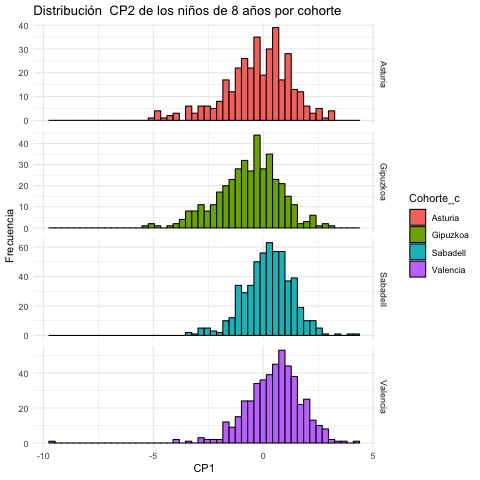 Distribución  CP2 de los niños de 8 años por cohorte
Frecuencia
40
30
20
10
0
Asturia
40
30
20
10
0
Gipuzkoa
60
40
20
0
Sabadell
40
20
0
Valencia
-10
-5
0
5
CP1
Cohorte_c
Asturia
Gipuzkoa
Sabadell
Valencia